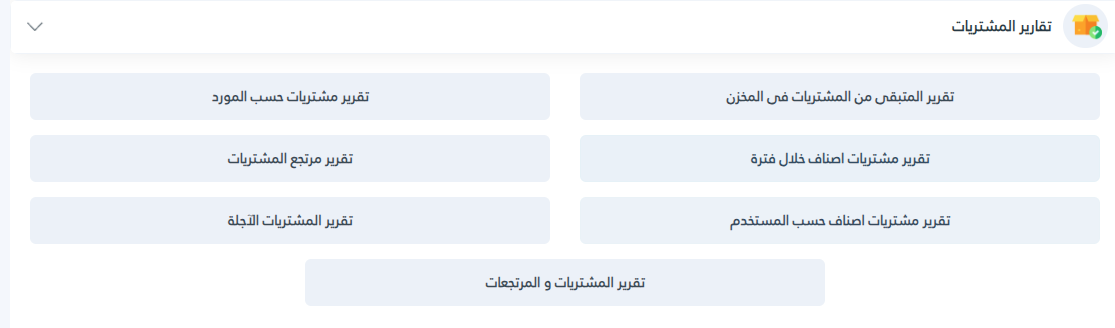 تقارير المشتريات
تقرير المتبقى من المشتريات فى المخزن
تقرير مشتريات حسب المورد
تقرير مشتريات اصناف خلال فترة
تقرير مرتجع المشتريات
تقرير مشتريات اصناف حسب المستخدم
تقرير المشتريات الآجلة
تقرير المشتريات و المرتجعات